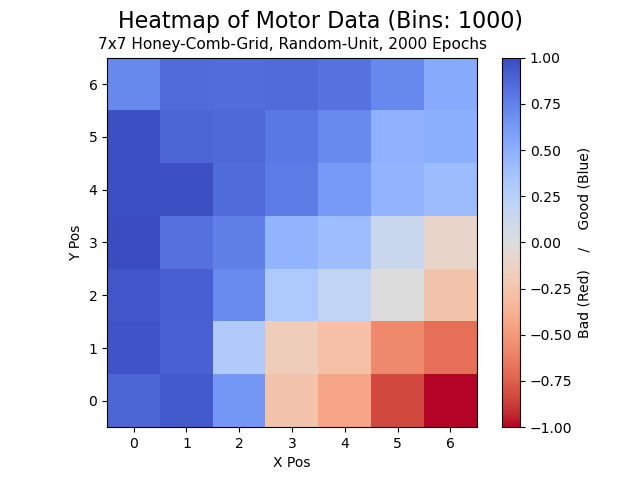 Heatmap of Motor Data (Bins: 1000)
7x7 Honey-Comb-Grid, Random-Unit, 2000 Epochs
Y Pos
6
5
4
3
2
1
0
0 1 2 3 4 5 6
X Pos
1.00
0.75
0.50
0.25
0.00
−0.25
−0.50
−0.75
−1.00
Bad (Red) / Good (Blue)